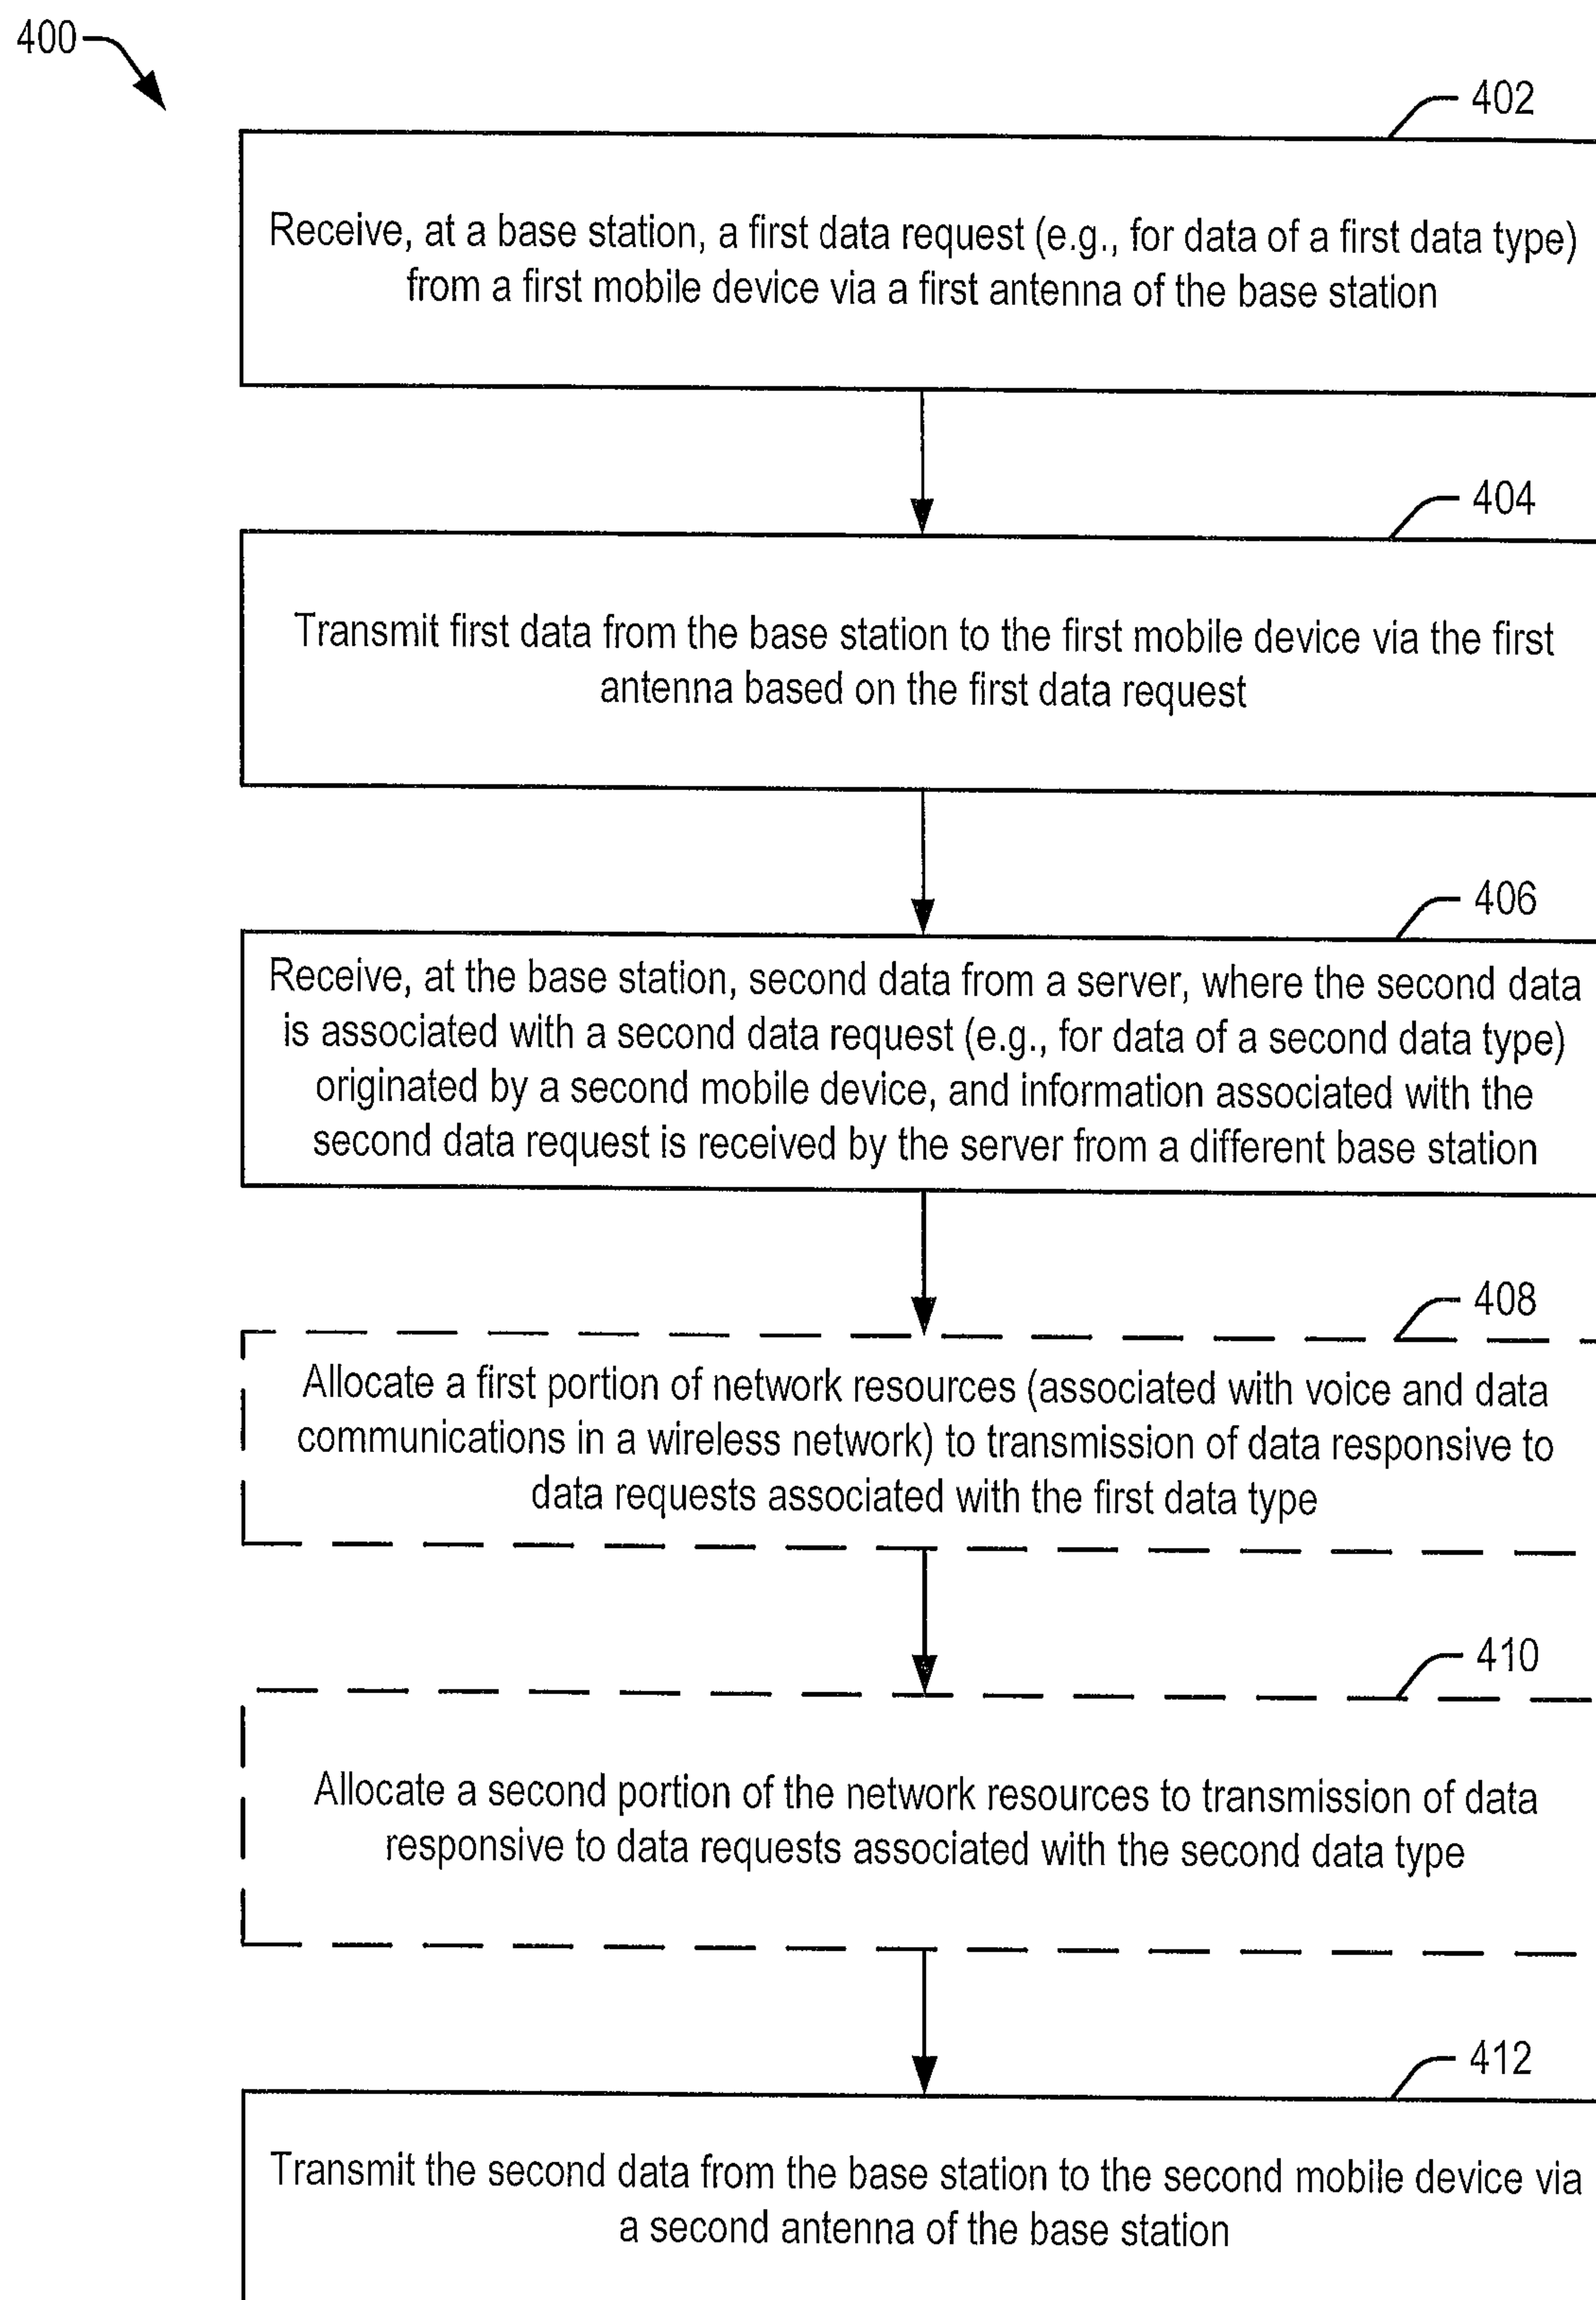 400
402
Receive, at a base station, a first data request (e.g., for data of a first data type)
from a first mobile device via a first antenna of the base station
404
Transmit first data from the base station to the first mobile device via the first
antenna based on the first data request
406
Receive, at the base station, second data from a server, where the second data
is associated with a second data request (e.g., for data of a second data type)
originated by a second mobile device, and information associated with the
second data request is received by the server from a different base station
408
Allocate a first portion of network resources (associated with voice and data
communications in a wireless network) to transmission of data responsive to
data requests associated with the first data type
410
Allocate a second portion of the network resources to transmission of data
responsive to data requests associated with the second data type
412
Transmit the second data from the base station to the second mobile device via
a second antenna of the base station